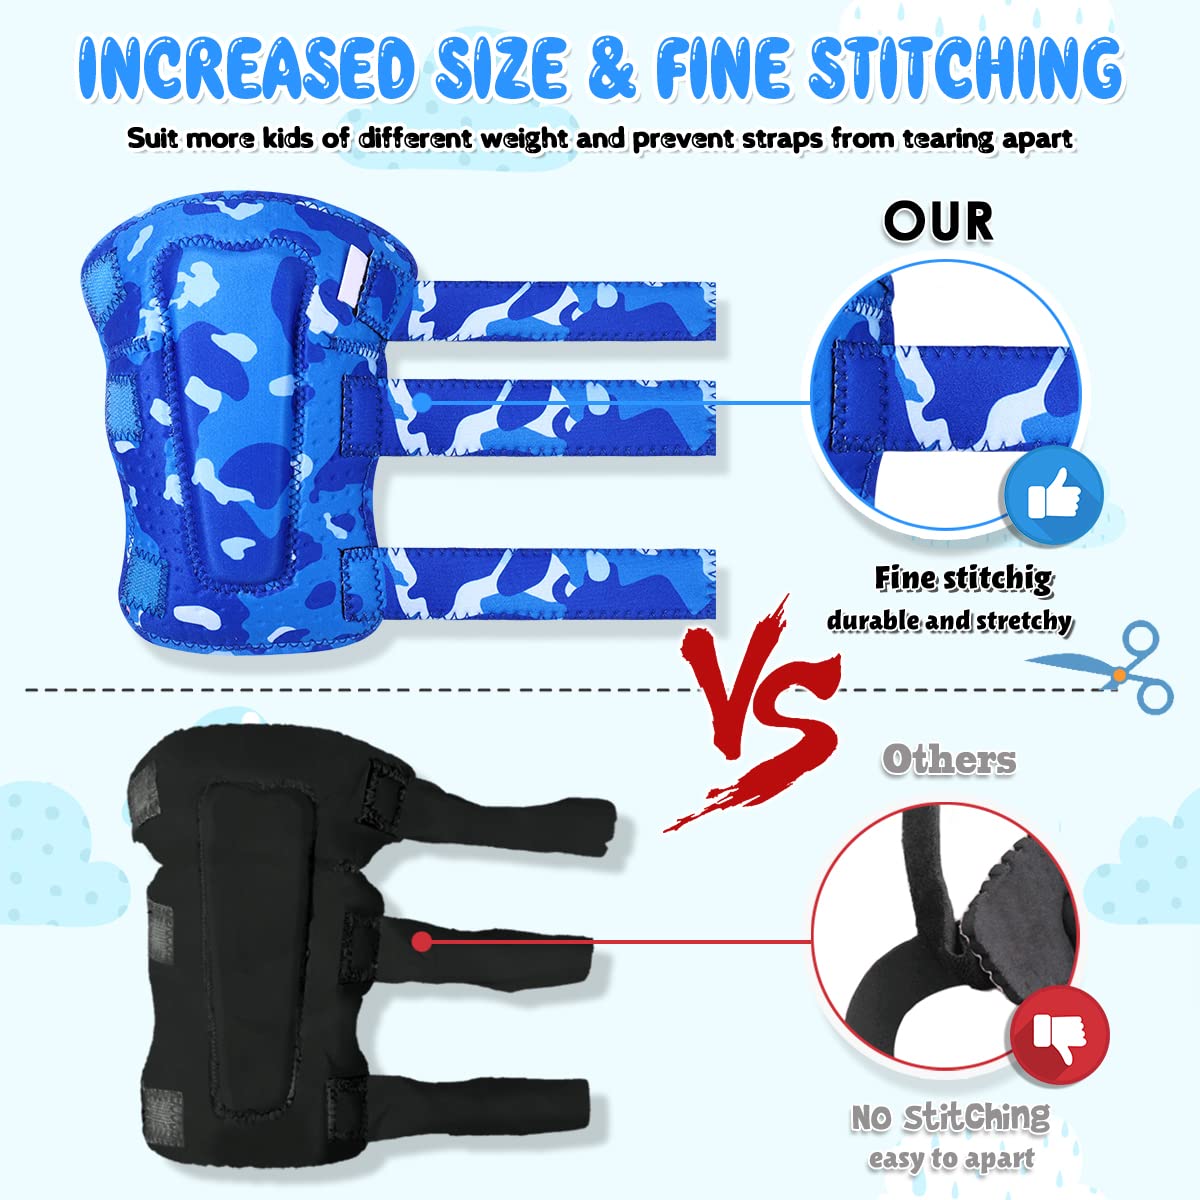 INCREASED SIZE & FINE STITCHING
Suit more kids of different weight and prevent straps from tearing apart
OUR
Fine stitchig
durable and stretchy
VS
Others
No Stitching
easy to apart